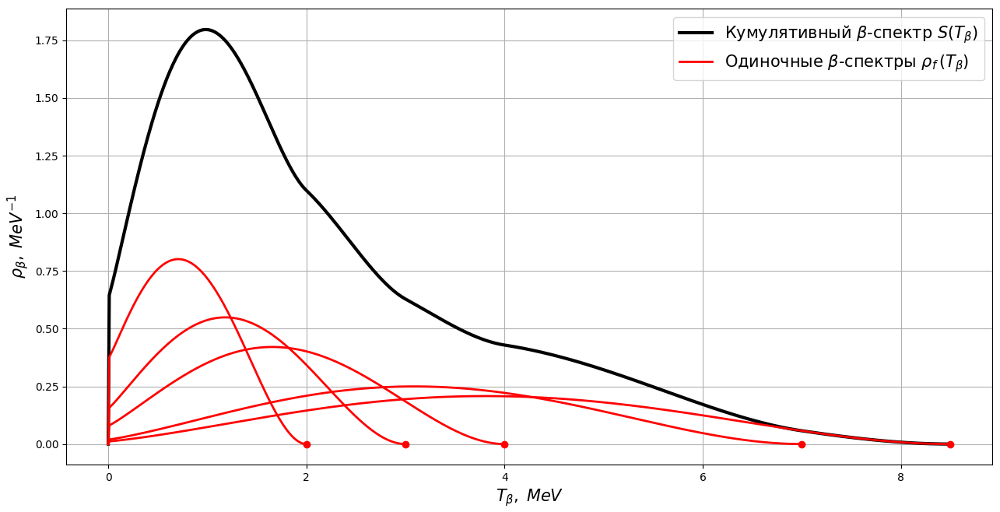 Кумулятивный β-спектр S(Tβ)
Одиночные β-спектры ρf(Tβ)
ρβ, MeV⁻¹
1.75
1.50
1.25
1.00
0.75
0.50
0.25
0.00
0 2 4 6 8
Tβ, MeV